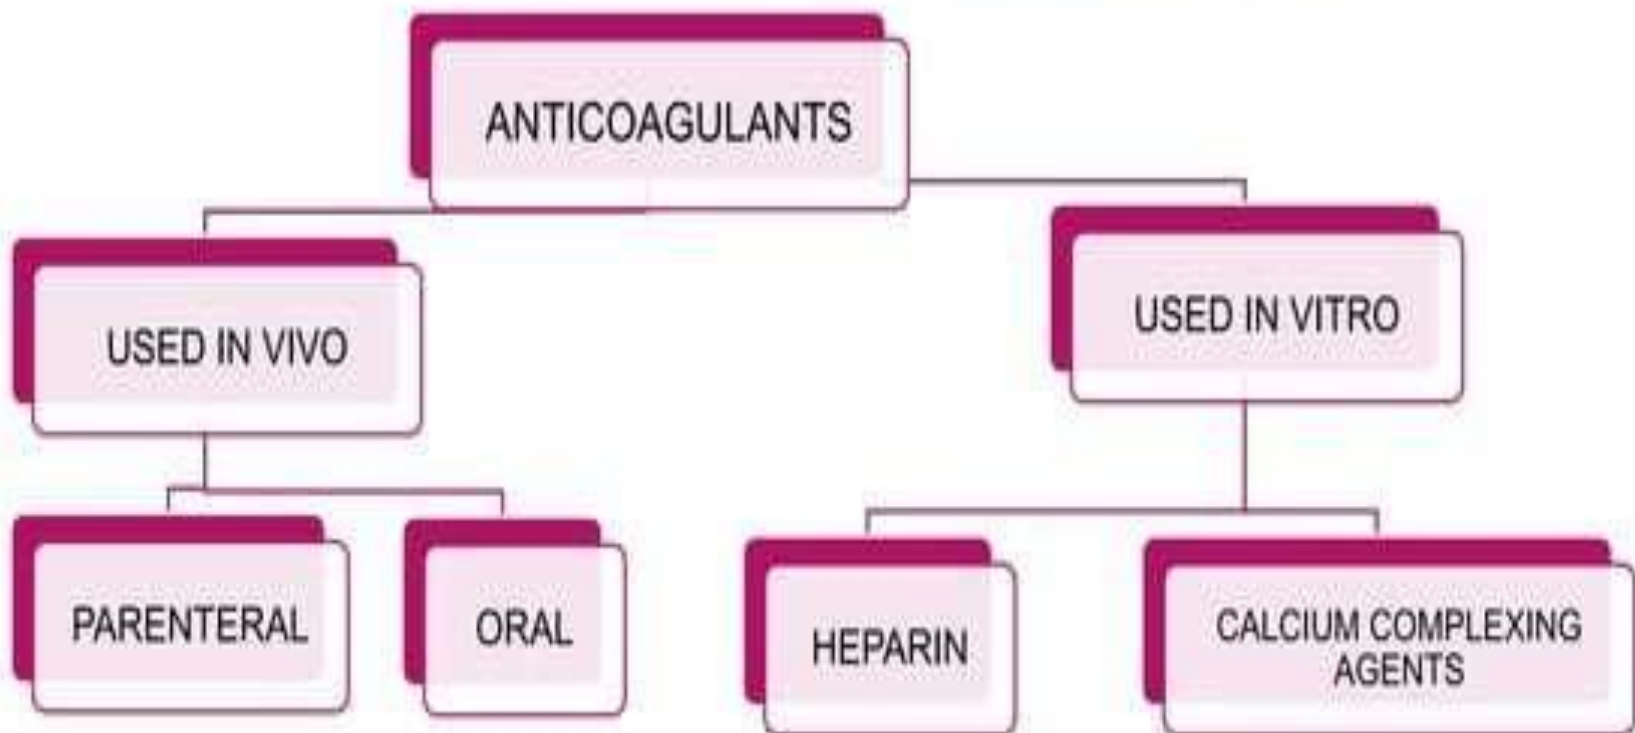 ANTICOAGULANTS
USED IN VIVO
USED IN VITRO
PARENTERAL
ORAL
HEPARIN
CALCIUM COMPLEXING
AGENTS